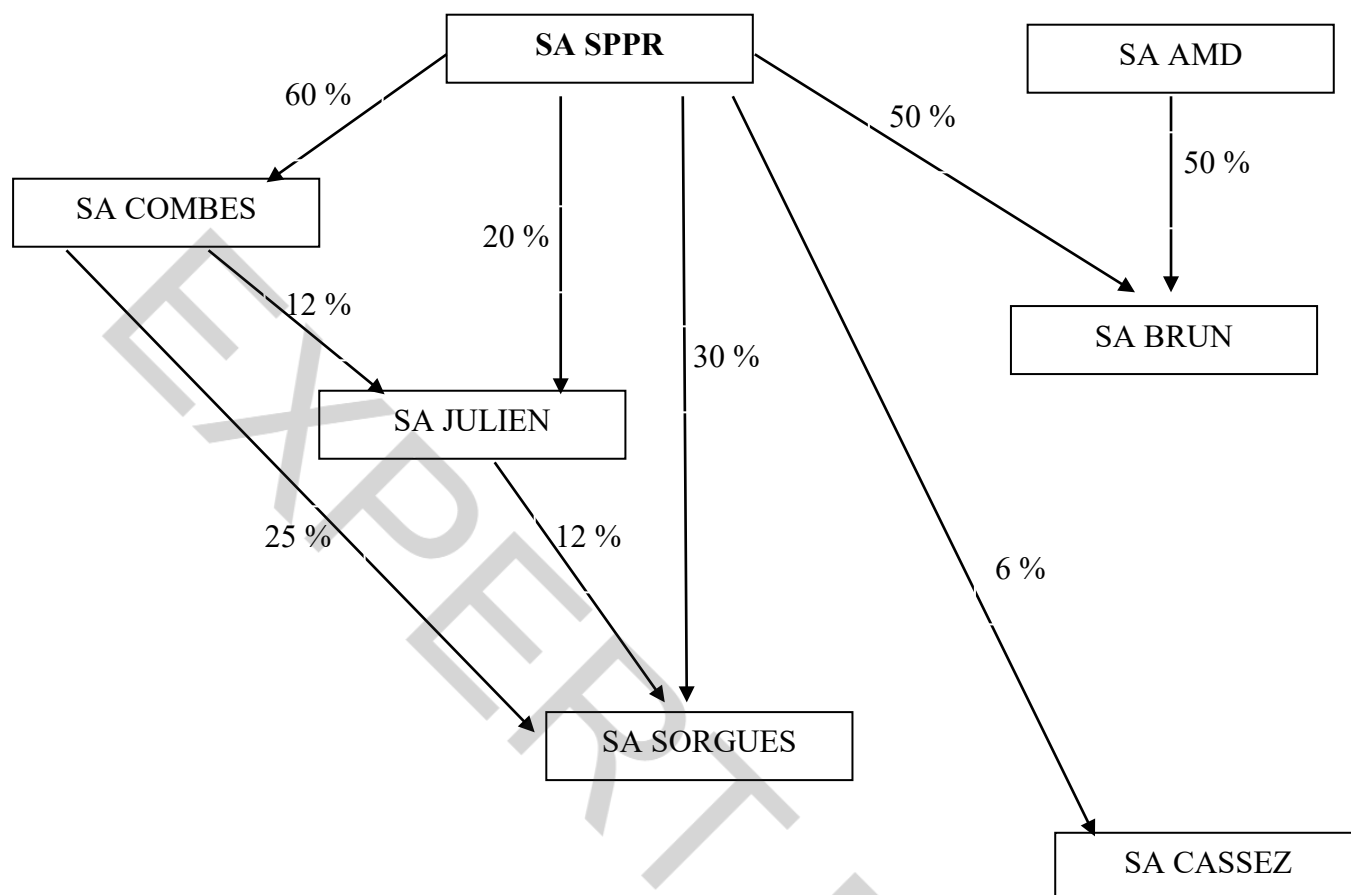 SA SPPR
SA AMD
60 %
50 %
50 %
SA COMBES
20 %
12 %
SA BRUN
30 %
SA JULIEN
25 %
12 %
6 %
SA SORGUES
SA CASSEZ
EXPERT